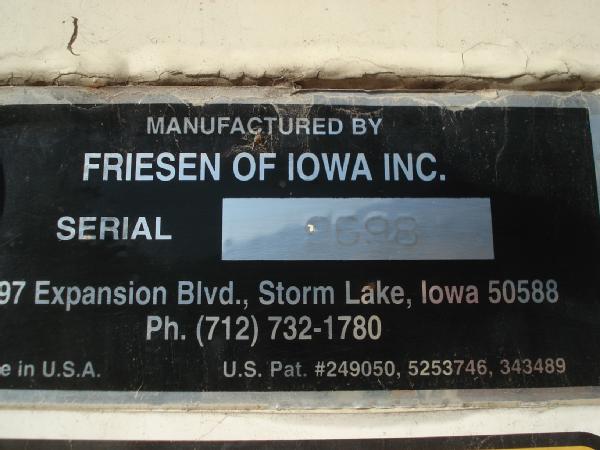 MANUFACTURED BY
FRIESEN OF IOWA INC.
SERIAL
97 Expansion Blvd., Storm Lake, Iowa 50588
Ph. (712) 732-1780
e in U.S.A. U.S. Pat. #249050, 5253746, 343489